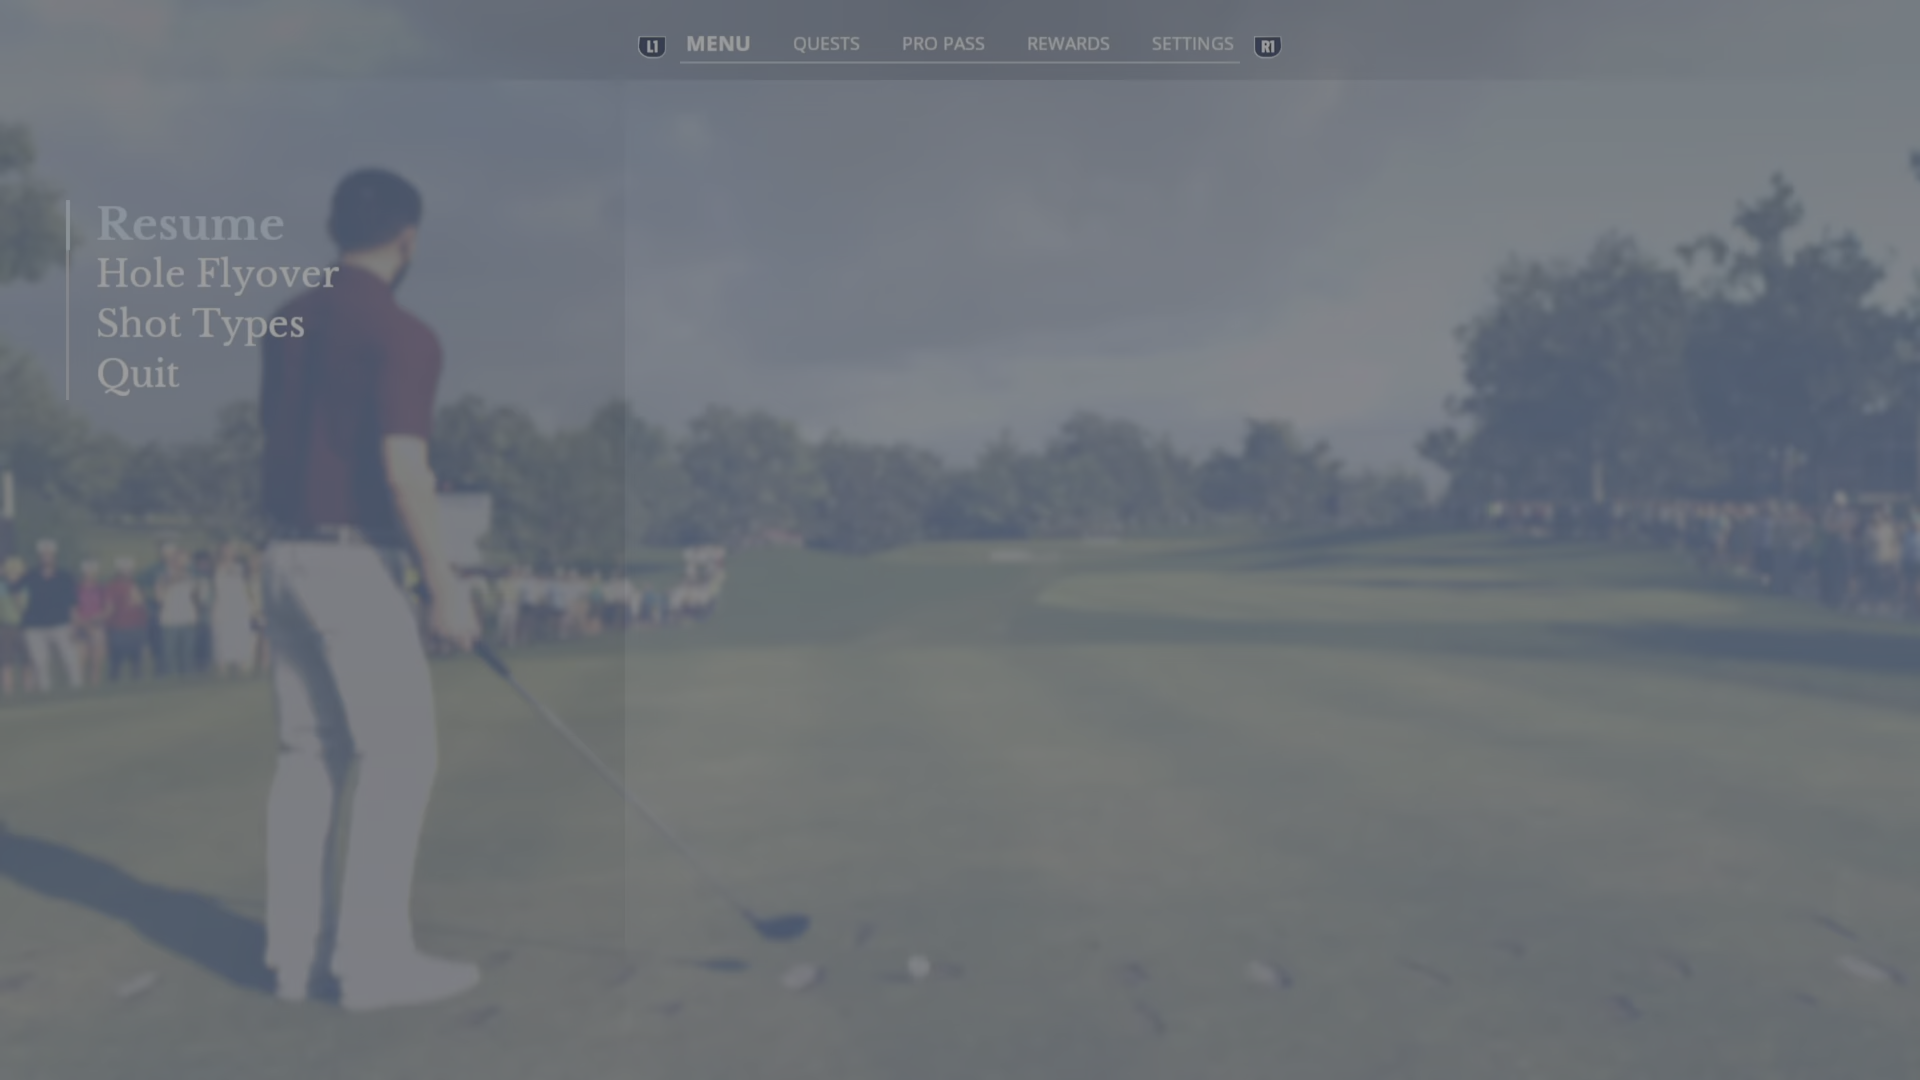 L1 MENU QUESTS PRO PASS REWARDS SETTINGS R1
Resume
Hole Flyover
Shot Types
Quit